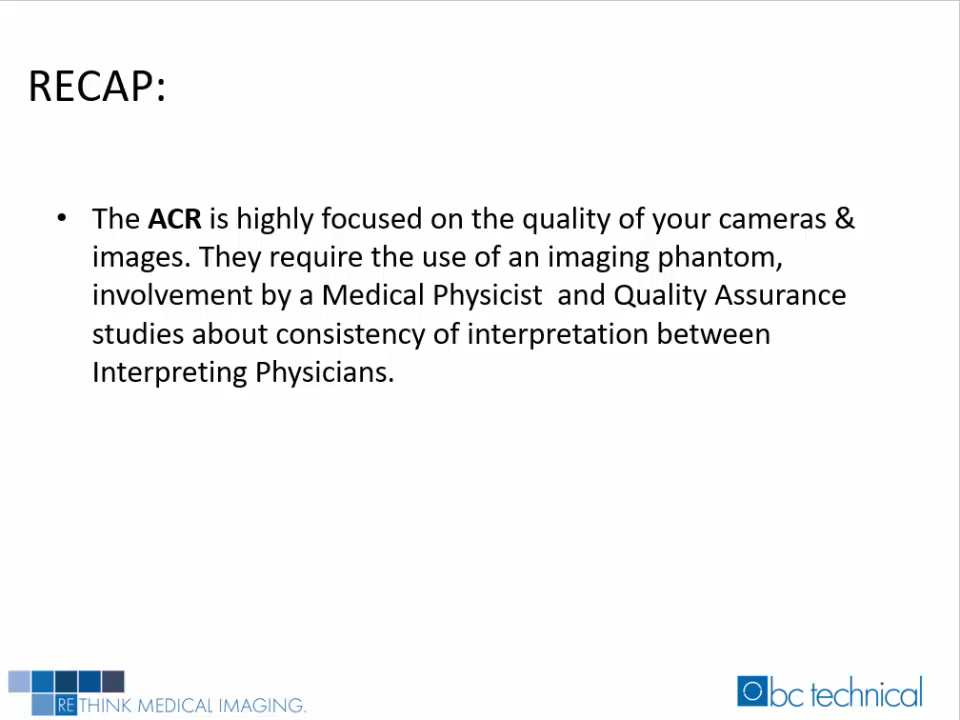 RECAP:
• The ACR is highly focused on the quality of your cameras &
images. They require the use of an imaging phantom,
involvement by a Medical Physicist  and Quality Assurance
studies about consistency of interpretation between
Interpreting Physicians.
RETHINK MEDICAL IMAGING.
bc technical